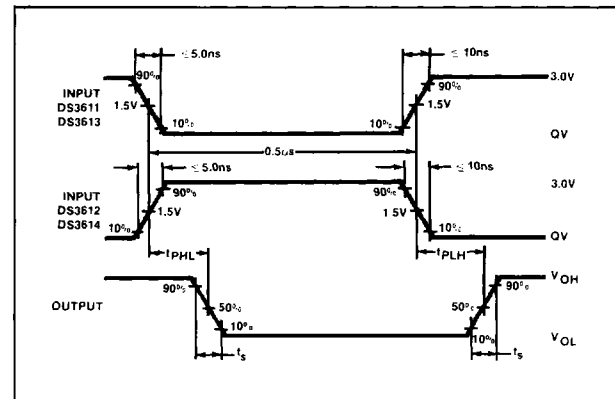 ≤ 5.0ns
≤ 10ns
90%
90%
3.0V
INPUT
DS3611
DS3613
1.5V
1.5V
10%
10%
QV
0.5µs
≤ 5.0ns
≤ 10ns
90%
90%
3.0V
INPUT
DS3612
DS3614
1.5V
1.5V
10%
10%
QV
tPHL
tPLH
VOH
90%
90%
OUTPUT
50%
50%
10%
10%
VOL
ts
ts